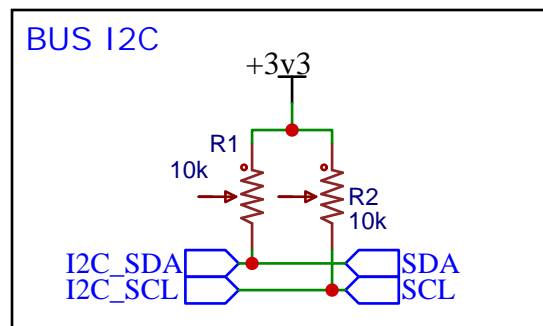 BUS I2C
+3v3
R1
10k
R2
10k
I2C_SDA SDA
I2C_SCL SCL